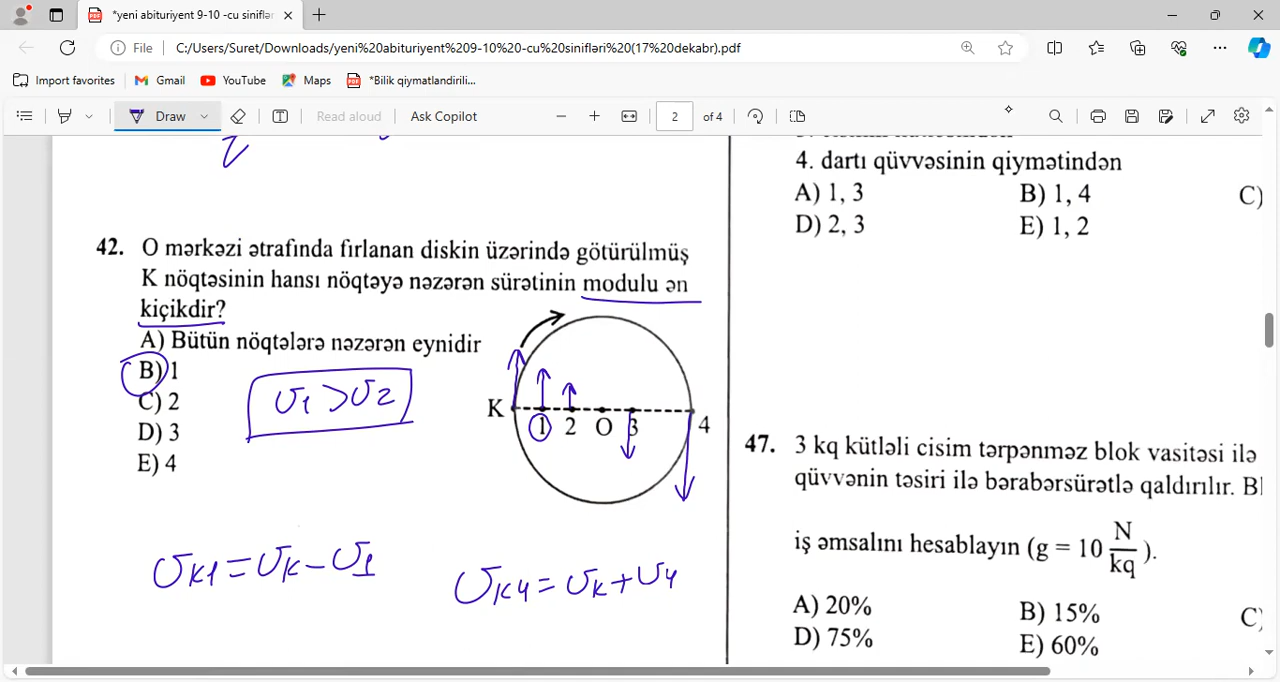 *yeni abituriyent 9-10 -cu siniflər
File
C:/Users/Suret/Downloads/yeni%20abituriyent%209-10%20-cu%20sinifləri%20(17%20dekabr).pdf
Import favorites
Gmail
YouTube
Maps
*Bilik qiymatlandirili...
Draw
Read aloud
Ask Copilot
2
of 4
42. O mərkəzi ətrafında fırlanan diskin üzərində götürülmüş
K nöqtəsinin hansı nöqtəyə nəzərən sürətinin modulu ən
kiçikdir?
A) Bütün nöqtələrə nəzərən eynidir
B) 1
C) 2
D) 3
E) 4
υ1 > υ2
K 1 2 O 3 4
υK1 = υK − υ1
υK4 = υK + υ4
4. dartı qüvvəsinin qiymətindən
A) 1, 3
B) 1, 4
C)
D) 2, 3
E) 1, 2
47. 3 kq kütləli cisim tərpənməz blok vasitəsi ilə
qüvvənin təsiri ilə bərabərsürətlə qaldırılır. Bl
iş əmsalını hesablayın (g = 10 N/kq).
A) 20%
B) 15%
C)
D) 75%
E) 60%